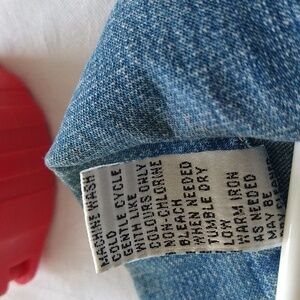 MACHINE WASH
COLD
GENTLE CYCLE
WITH LIKE
COLOURS ONLY
NON-CHLORINE
BLEACH
WHEN NEEDED
TUMBLE DRY
LOW
WARM IRON
AS NEEDED
MAY BE